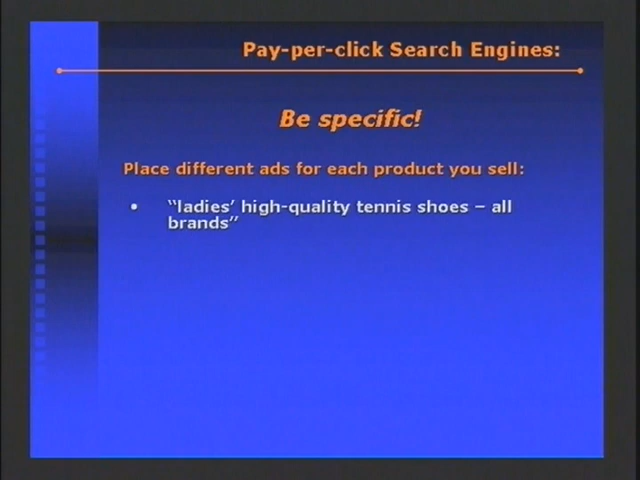 Pay-per-click Search Engines:
Be specific!
Place different ads for each product you sell:
• “ladies’ high-quality tennis shoes – all
brands”